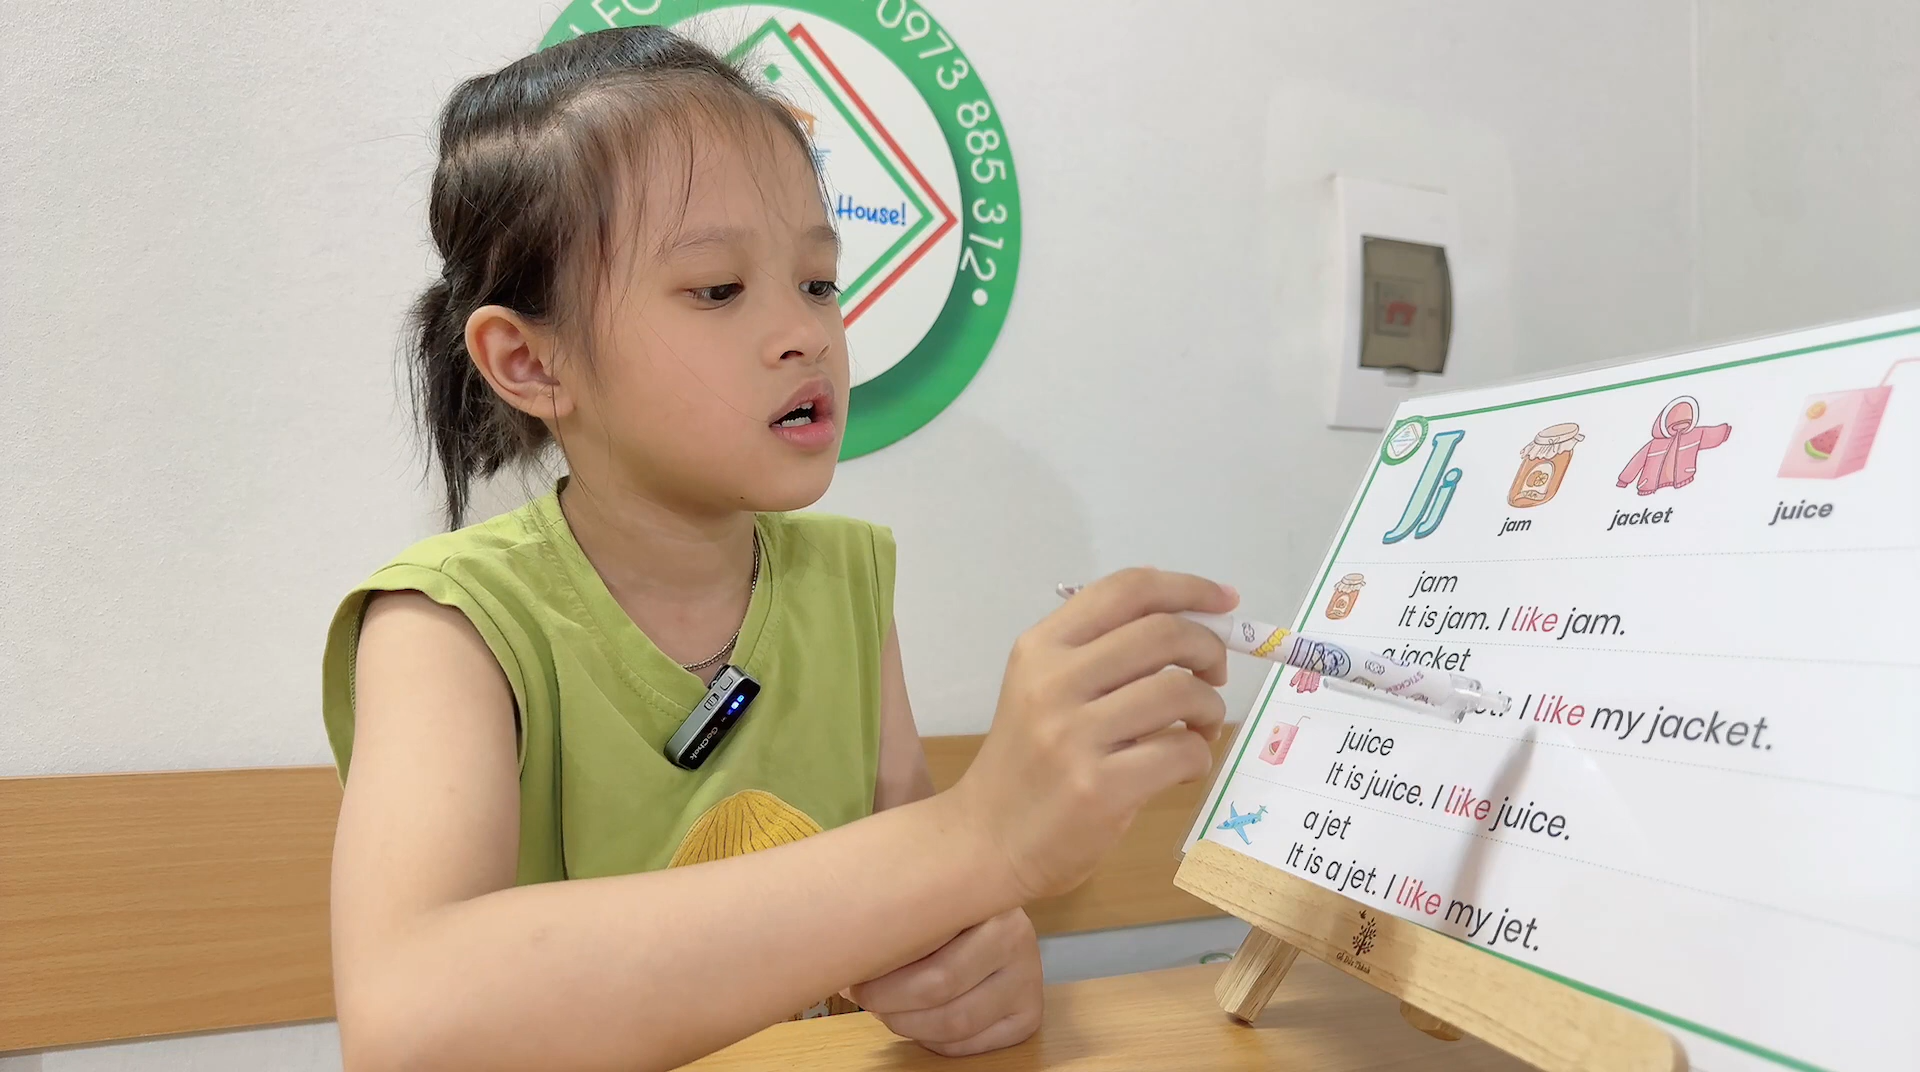 0973 885 312
House!
Jj
jam
jacket
juice
jam
It is jam. I like jam.
a jacket
I like my jacket.
juice
It is juice. I like juice.
a jet
It is a jet. I like my jet.